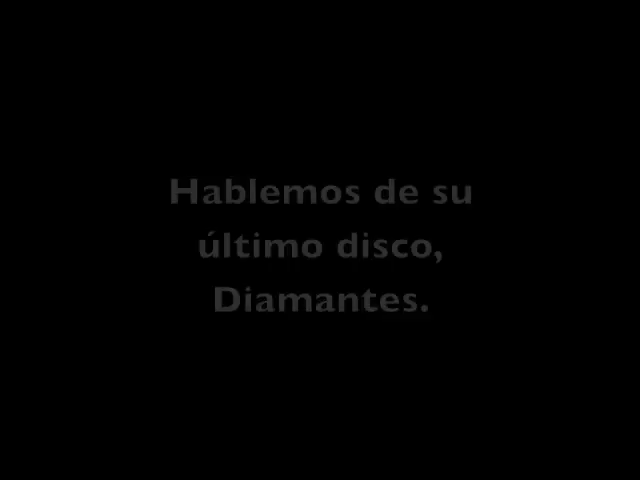 Hablemos de su
último disco,
Diamantes.